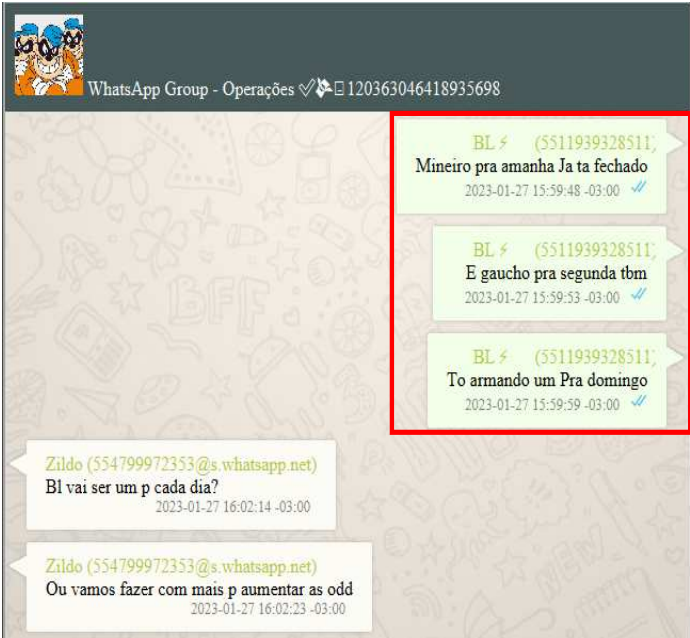 WhatsApp Group - Operações 120363046418935698
BL⚡ (5511939328511)
Mineiro pra amanha Ja ta fechado
2023-01-27 15:59:48 -03:00
BL⚡ (5511939328511)
E gaucho pra segunda tbm
2023-01-27 15:59:53 -03:00
BL⚡ (5511939328511)
To armando um Pra domingo
2023-01-27 15:59:59 -03:00
Zildo (554799972353@s.whatsapp.net)
Bl vai ser um p cada dia?
2023-01-27 16:02:14 -03:00
Zildo (554799972353@s.whatsapp.net)
Ou vamos fazer com mais p aumentar as odd
2023-01-27 16:02:23 -03:00
BFF